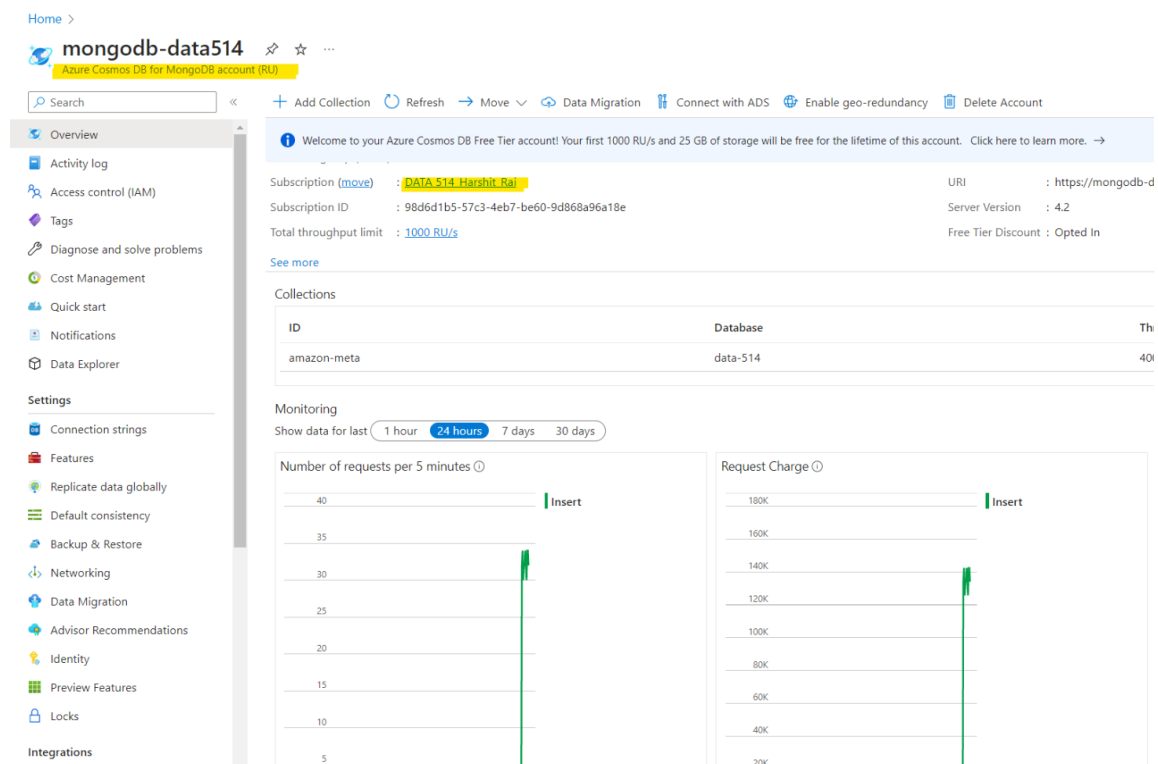 Home >
mongodb-data514
Azure Cosmos DB for MongoDB account (RU)
Search
Add Collection Refresh Move Data Migration Connect with ADS Enable geo-redundancy Delete Account
Overview
Welcome to your Azure Cosmos DB Free Tier account! Your first 1000 RU/s and 25 GB of storage will be free for the lifetime of this account. Click here to learn more. →
Activity log
Subscription (move) : DATA 514 Harshit Rai URI : https://mongodb-d
Access control (IAM)
Subscription ID : 98d6d1b5-57c3-4eb7-be60-9d868a96a18e Server Version : 4.2
Tags
Total throughput limit : 1000 RU/s Free Tier Discount : Opted In
Diagnose and solve problems
See more
Cost Management
Collections
Quick start
ID Database
Notifications
amazon-meta data-514
Data Explorer
Settings
Monitoring
Connection strings
Show data for last 1 hour 24 hours 7 days 30 days
Features
Number of requests per 5 minutes Request Charge
Replicate data globally
40 Insert 180K Insert
Default consistency
35 160K
Backup & Restore
30 140K
Networking
25 120K
Data Migration
20 100K
Advisor Recommendations
15 80K
Identity
10 60K
Preview Features
5 40K
Locks
20K
Integrations